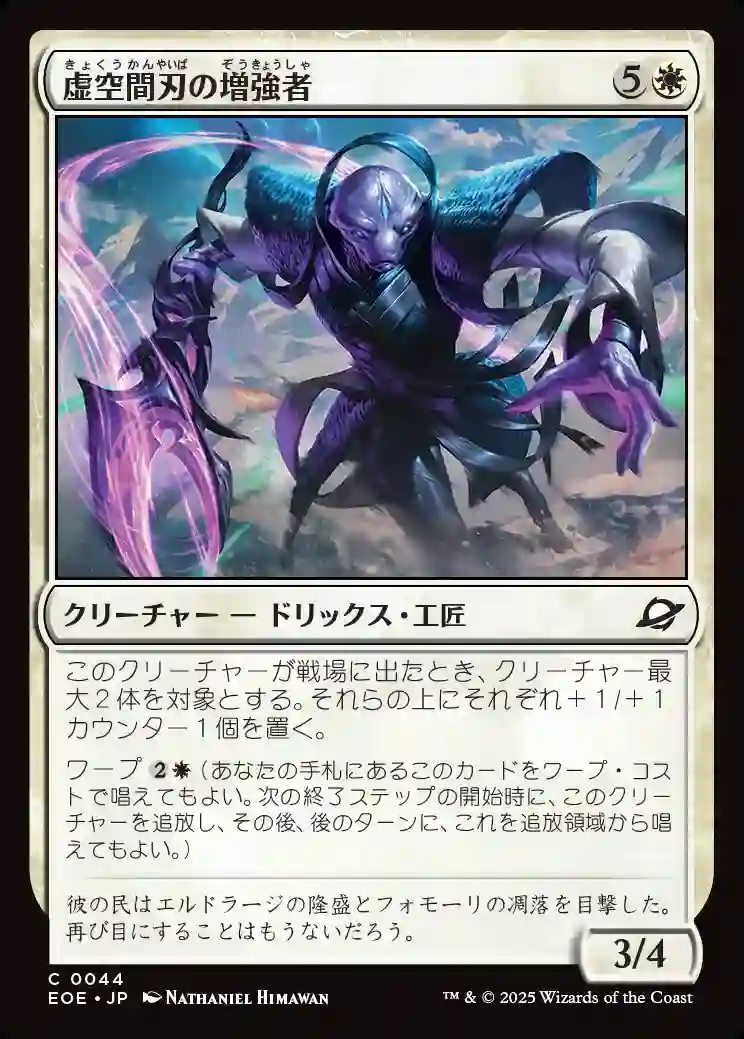 きょくうかんやいば ぞうきょうしゃ
虚空間刃の増強者 5
クリーチャー — ドリックス・工匠
このクリーチャーが戦場に出たとき、クリーチャー最
大2体を対象とする。それらの上にそれぞれ+1/+1
カウンター1個を置く。
ワープ 2 (あなたの手札にあるこのカードをワープ・コス
トで唱えてもよい。次の終了ステップの開始時に、このクリー
チャーを追放し、その後、後のターンに、これを追放領域から唱
えてもよい。)
彼の民はエルドラージの隆盛とフォモーリの凋落を目撃した。
再び目にすることはもうないだろう。
3/4
C 0044
EOE • JP NATHANIEL HIMAWAN
™ & © 2025 Wizards of the Coast